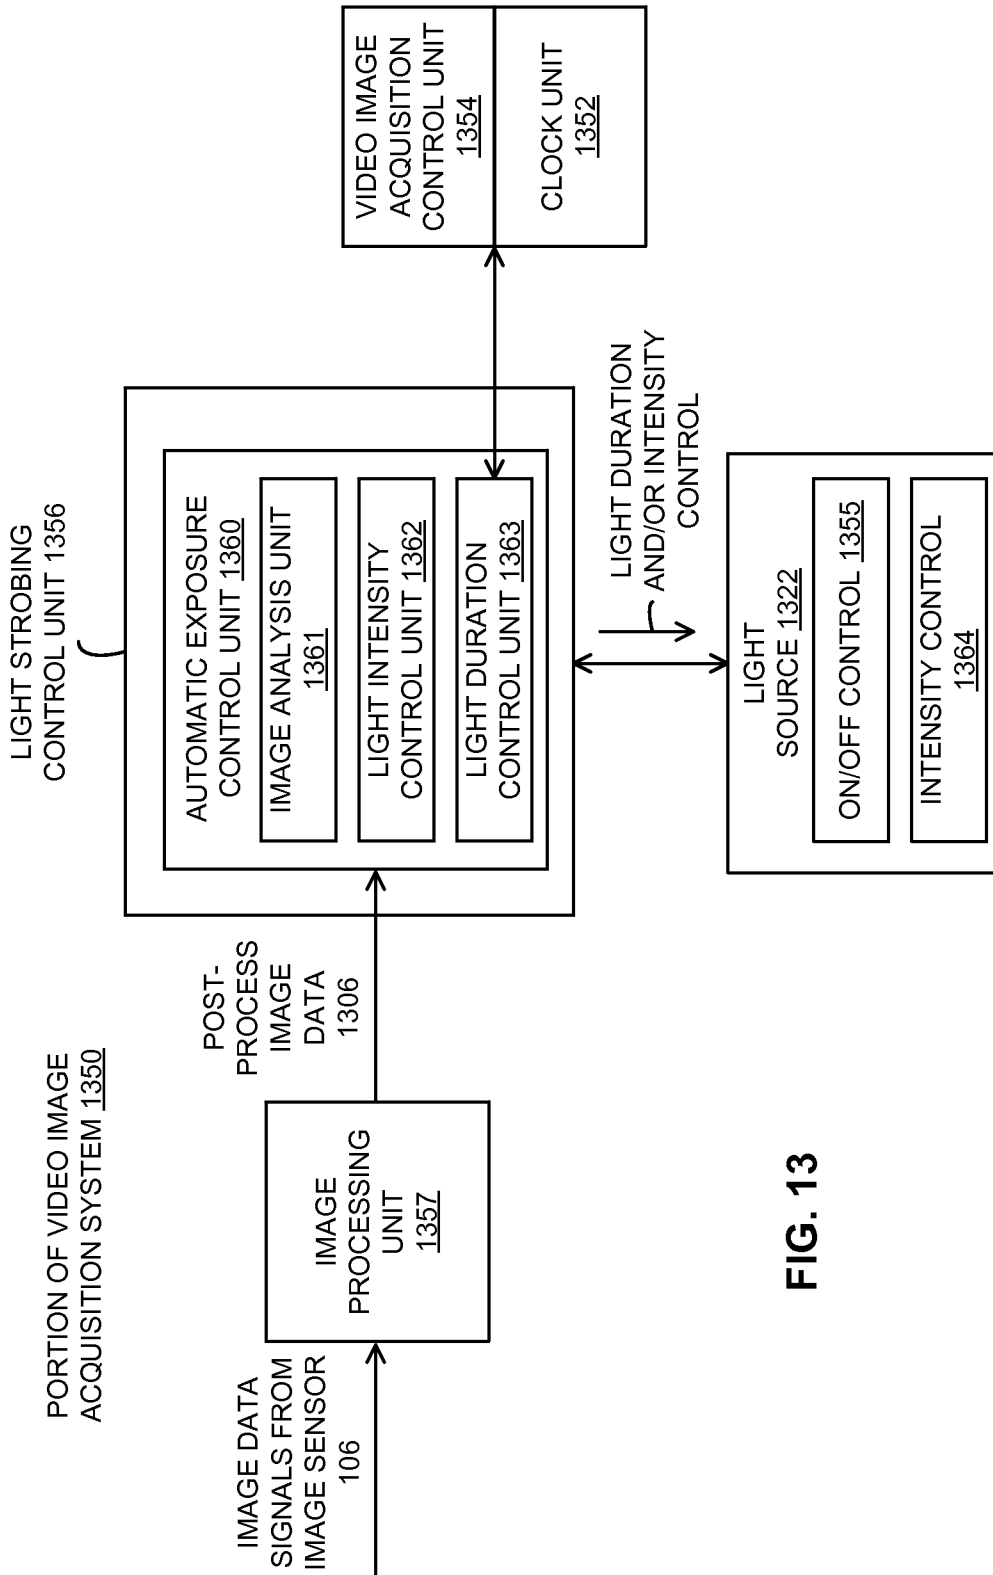 PORTION OF VIDEO IMAGE
ACQUISITION SYSTEM 1350
IMAGE DATA
SIGNALS FROM
IMAGE SENSOR
106
IMAGE
PROCESSING
UNIT
1357
POST-
PROCESS
IMAGE
DATA
1306
LIGHT STROBING
CONTROL UNIT 1356
AUTOMATIC EXPOSURE
CONTROL UNIT 1360
IMAGE ANALYSIS UNIT
1361
LIGHT INTENSITY
CONTROL UNIT 1362
LIGHT DURATION
CONTROL UNIT 1363
VIDEO IMAGE
ACQUISITION
CONTROL UNIT
1354
CLOCK UNIT
1352
LIGHT DURATION
AND/OR INTENSITY
CONTROL
LIGHT
SOURCE 1322
ON/OFF CONTROL 1355
INTENSITY CONTROL
1364
FIG. 13